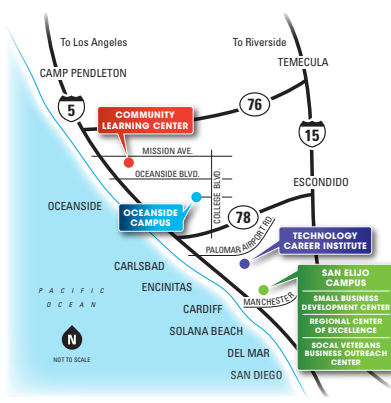 To Los Angeles
To Riverside
TEMECULA
CAMP PENDLETON
5
76
COMMUNITY
LEARNING CENTER
15
MISSION AVE.
OCEANSIDE BLVD.
COLLEGE BLVD.
ESCONDIDO
OCEANSIDE
OCEANSIDE
CAMPUS
78
PALOMAR AIRPORT RD.
TECHNOLOGY
CAREER INSTITUTE
CARLSBAD
SAN ELIJO
CAMPUS
PACIFIC
OCEAN
ENCINITAS
MANCHESTER
SMALL BUSINESS
DEVELOPMENT CENTER
CARDIFF
REGIONAL CENTER
OF EXCELLENCE
SOLANA BEACH
N
NOT TO SCALE
SOCAL VETERANS
BUSINESS OUTREACH
CENTER
DEL MAR
SAN DIEGO